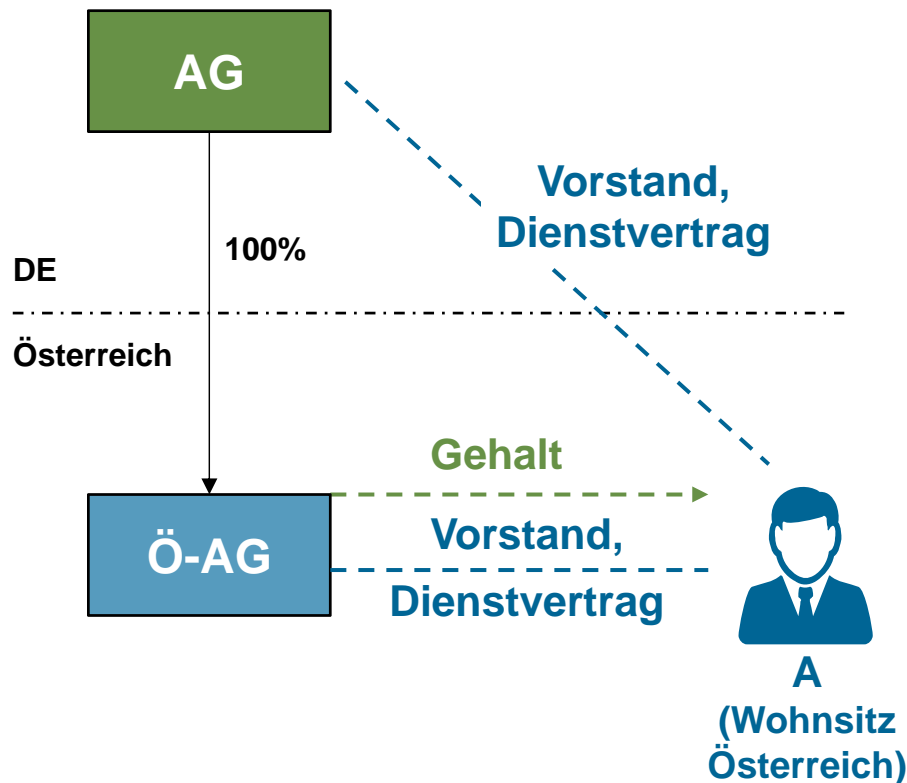 AG
Vorstand,
Dienstvertrag
100%
DE
Österreich
Gehalt
Ö-AG
Vorstand,
Dienstvertrag
A
(Wohnsitz
Österreich)